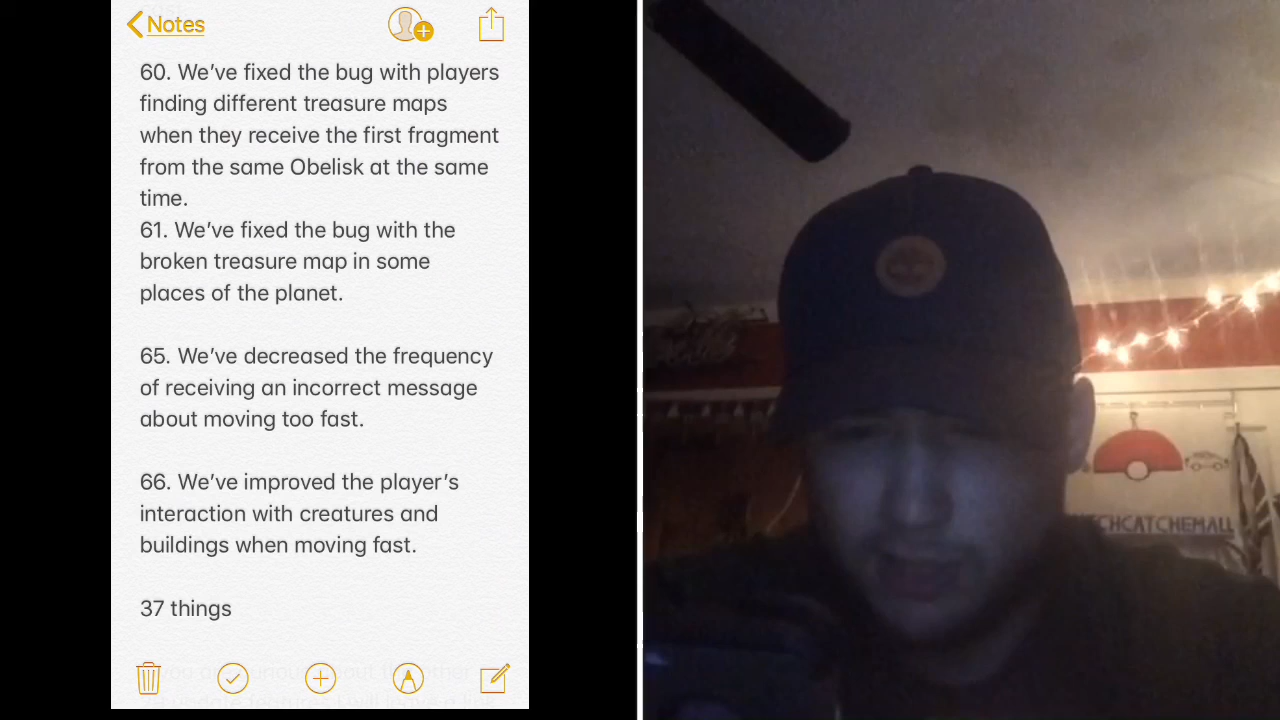 Notes
60. We've fixed the bug with players
finding different treasure maps
when they receive the first fragment
from the same Obelisk at the same
time.
61. We've fixed the bug with the
broken treasure map in some
places of the planet.
65. We've decreased the frequency
of receiving an incorrect message
about moving too fast.
66. We've improved the player's
interaction with creatures and
buildings when moving fast.
37 things
CHCATCHEMALL